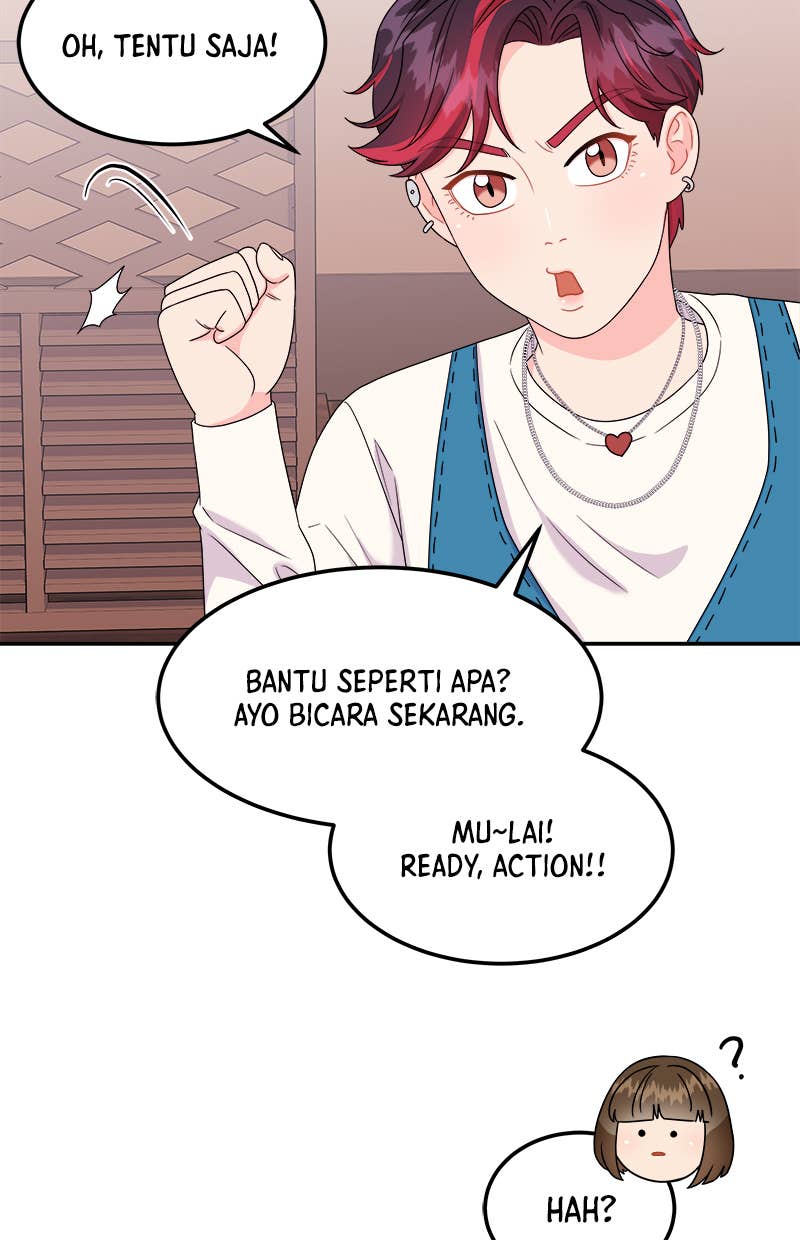 OH, TENTU SAJA!
BANTU SEPERTI APA?
AYO BICARA SEKARANG.
MU~LAI!
READY, ACTION!!
?
HAH?